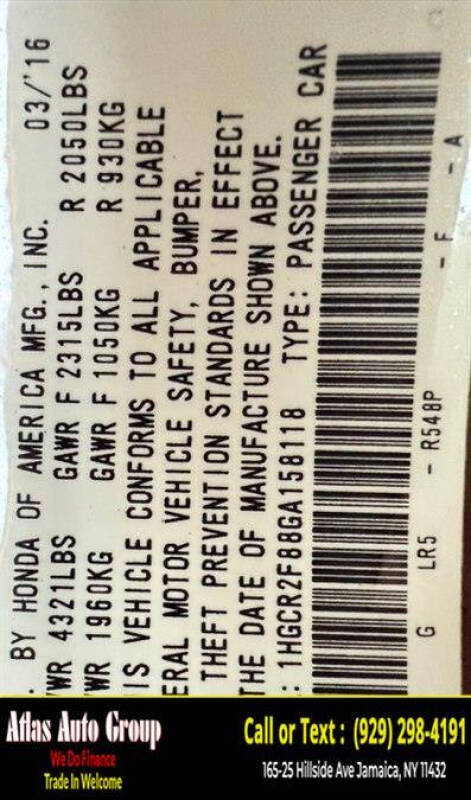 . BY HONDA OF AMERICA MFG., INC. 03/'16
VWR 4321LBS GAWR F 2315LBS R 2050LBS
VWR 1960KG GAWR F 1050KG R 930KG
IS VEHICLE CONFORMS TO ALL APPLICABLE
ERAL MOTOR VEHICLE SAFETY, BUMPER,
THEFT PREVENTION STANDARDS IN EFFECT
THE DATE OF MANUFACTURE SHOWN ABOVE.
: 1HGCR2F88GA158118 TYPE: PASSENGER CAR
G LR5 - R548P - F - A
Atlas Auto Group
We Do Finance
Trade In Welcome
Call or Text : (929) 298-4191
165-25 Hillside Ave Jamaica, NY 11432